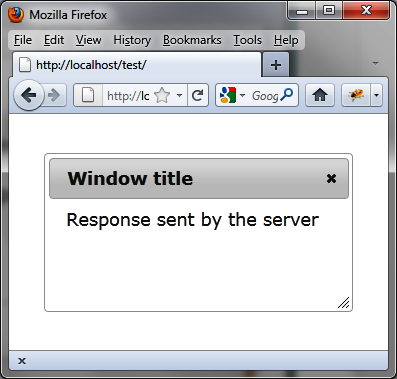 Mozilla Firefox
File Edit View History Bookmarks Tools Help
http://localhost/test/
http://lc Goog
Window title
Response sent by the server
x